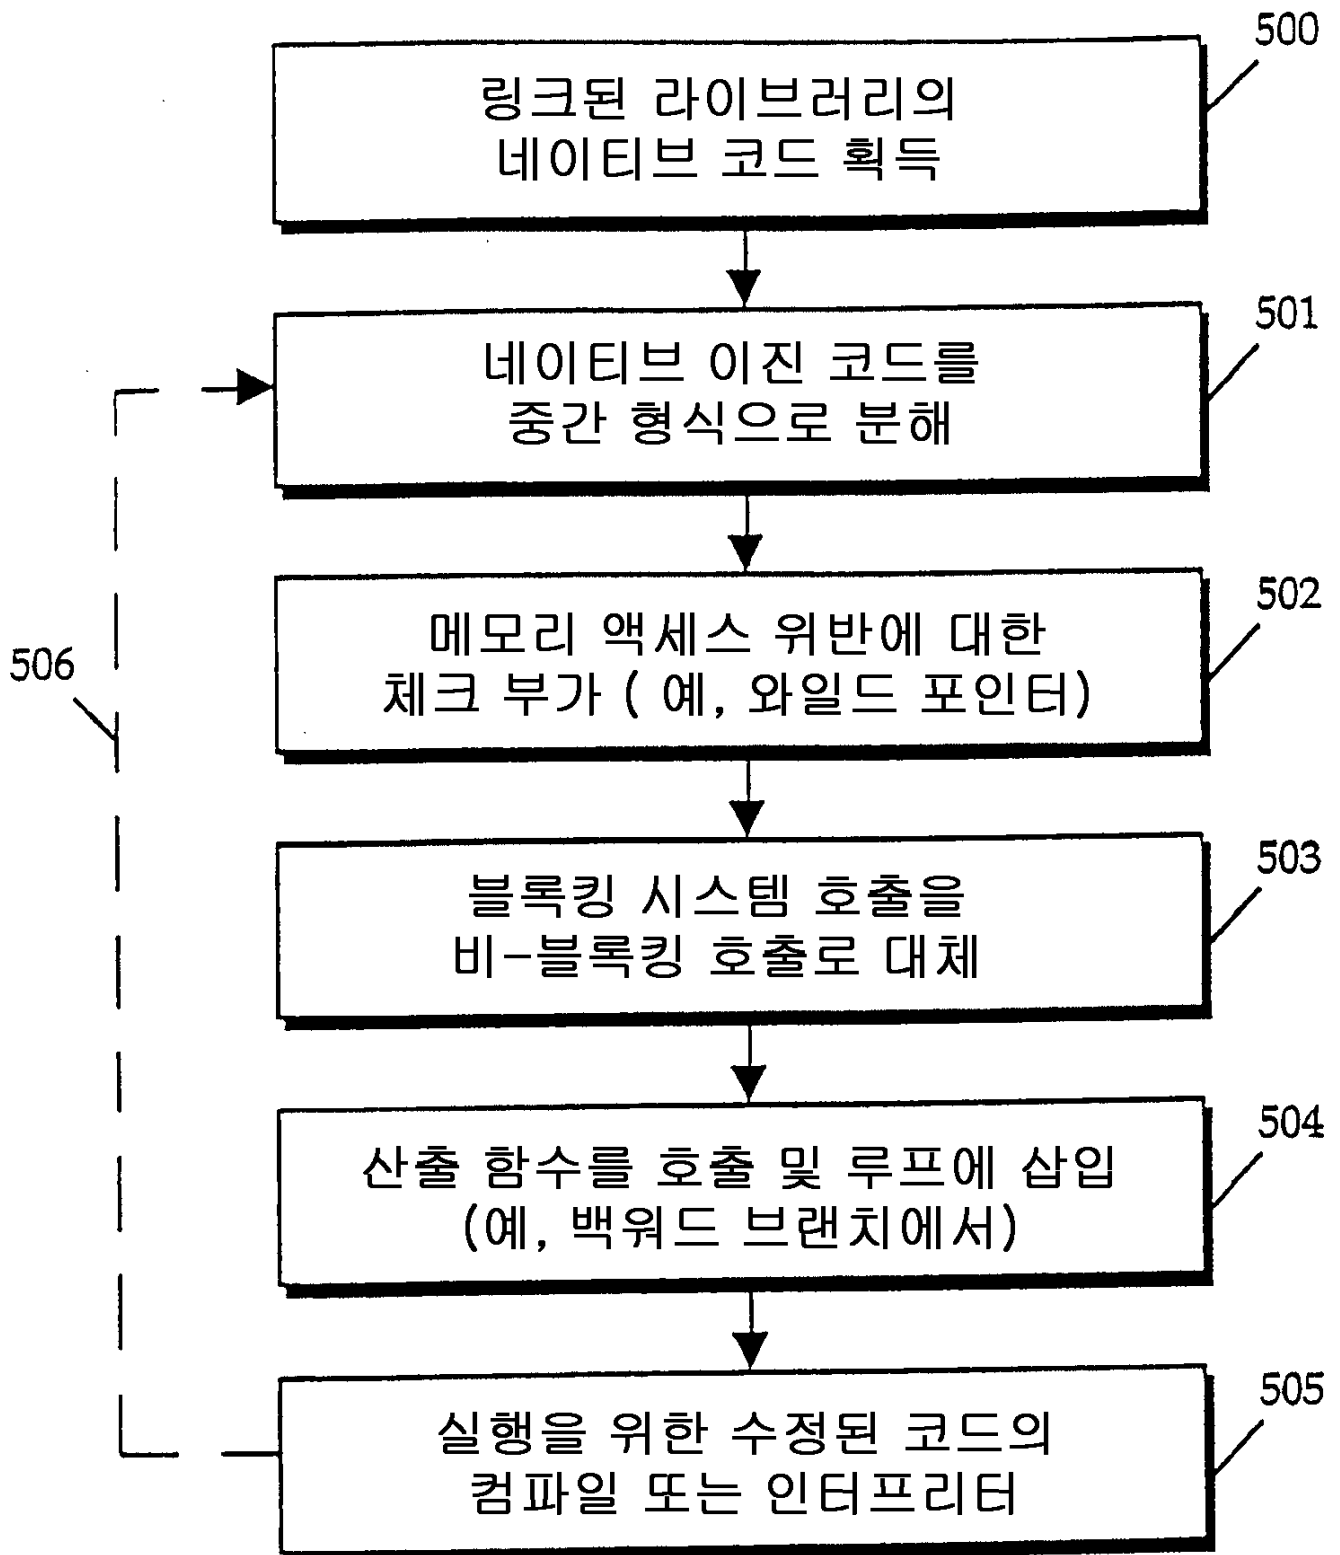 500
링크된 라이브러리의
네이티브 코드 획득
501
네이티브 이진 코드를
중간 형식으로 분해
502
메모리 액세스 위반에 대한
체크 부가 ( 예, 와일드 포인터)
506
503
블록킹 시스템 호출을
비-블록킹 호출로 대체
504
산출 함수를 호출 및 루프에 삽입
(예, 백워드 브랜치에서)
505
실행을 위한 수정된 코드의
컴파일 또는 인터프리터